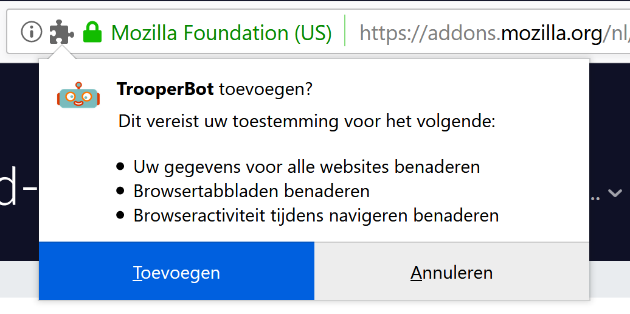 Mozilla Foundation (US) https://addons.mozilla.org/nl/
TrooperBot toevoegen?
Dit vereist uw toestemming voor het volgende:
• Uw gegevens voor alle websites benaderen
• Browsertabbladen benaderen
• Browseractiviteit tijdens navigeren benaderen
Toevoegen Annuleren